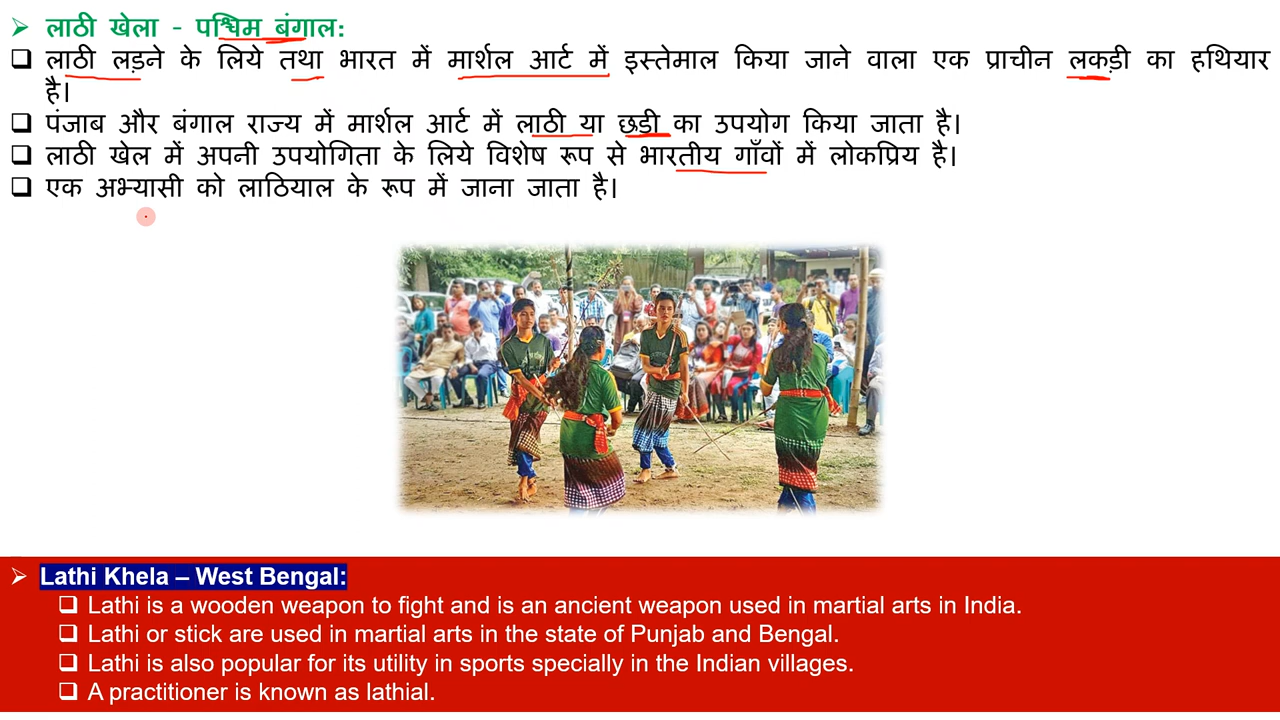 ➢ लाठी खेला - पश्चिम बंगाल:
❑ लाठी लड़ने के लिये तथा भारत में मार्शल आर्ट में इस्तेमाल किया जाने वाला एक प्राचीन लकड़ी का हथियार
है।
❑ पंजाब और बंगाल राज्य में मार्शल आर्ट में लाठी या छड़ी का उपयोग किया जाता है।
❑ लाठी खेल में अपनी उपयोगिता के लिये विशेष रूप से भारतीय गाँवों में लोकप्रिय है।
❑ एक अभ्यासी को लाठियाल के रूप में जाना जाता है।
➢ Lathi Khela – West Bengal:
❑ Lathi is a wooden weapon to fight and is an ancient weapon used in martial arts in India.
❑ Lathi or stick are used in martial arts in the state of Punjab and Bengal.
❑ Lathi is also popular for its utility in sports specially in the Indian villages.
❑ A practitioner is known as lathial.